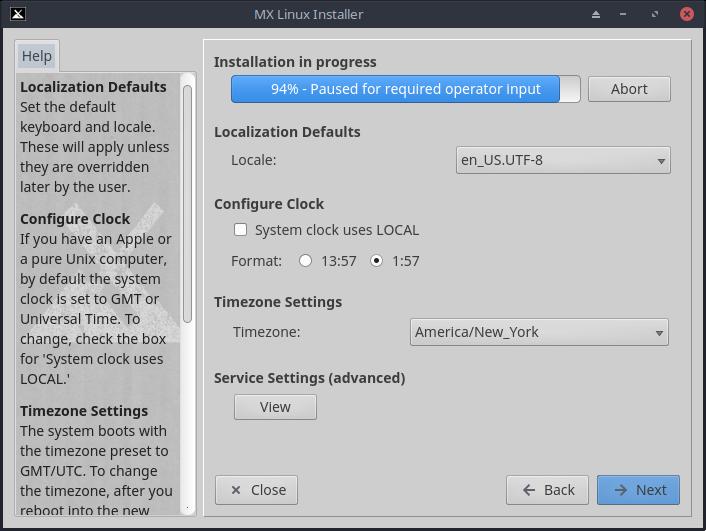 MX Linux Installer
Help
Localization Defaults
Set the default
keyboard and locale.
These will apply unless
they are overridden
later by the user.
Configure Clock
If you have an Apple or
a pure Unix computer,
by default the system
clock is set to GMT or
Universal Time. To
change, check the box
for 'System clock uses
LOCAL.'
Timezone Settings
The system boots with
the timezone preset to
GMT/UTC. To change
the timezone, after you
reboot into the new
Installation in progress
94% - Paused for required operator input
Abort
Localization Defaults
Locale: en_US.UTF-8
Configure Clock
System clock uses LOCAL
Format: 13:57 1:57
Timezone Settings
Timezone: America/New_York
Service Settings (advanced)
View
Close Back Next